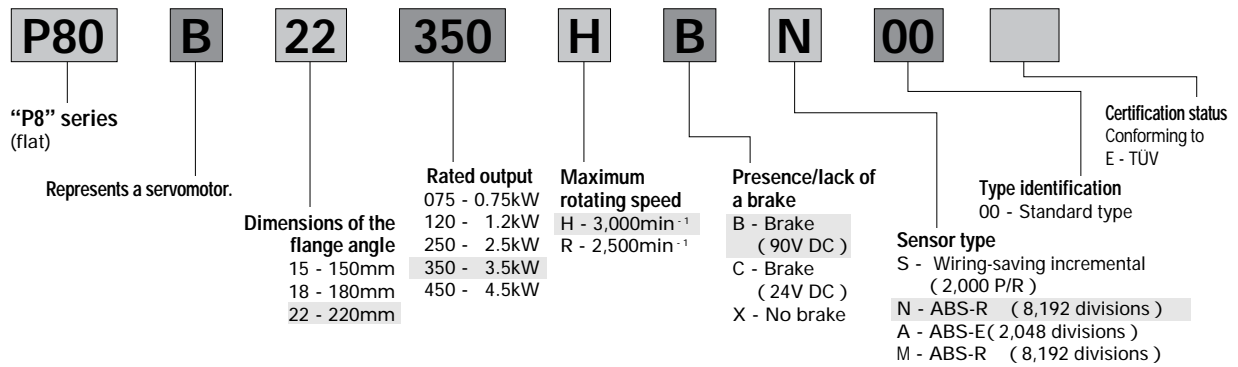 P80 B 22 350 H B N 00
“P8” series
(flat)
Represents a servomotor.
Dimensions of the
flange angle
15 - 150mm
18 - 180mm
22 - 220mm
Rated output
075 - 0.75kW
120 - 1.2kW
250 - 2.5kW
350 - 3.5kW
450 - 4.5kW
Maximum
rotating speed
H - 3,000min⁻¹
R - 2,500min⁻¹
Presence/lack of
a brake
B - Brake
( 90V DC )
C - Brake
( 24V DC )
X - No brake
Sensor type
S - Wiring-saving incremental
( 2,000 P/R )
N - ABS-R ( 8,192 divisions )
A - ABS-E( 2,048 divisions )
M - ABS-R ( 8,192 divisions )
Type identification
00 - Standard type
Certification status
Conforming to
E - TÜV